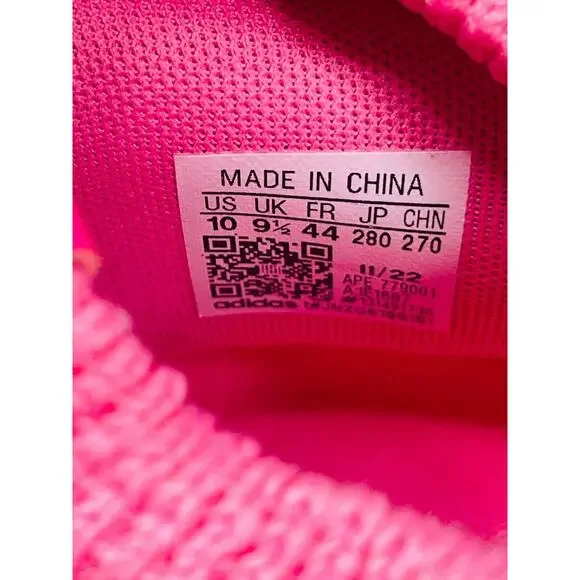 MADE IN CHINA
US UK FR JP CHN
10 9½ 44 280 270
11/22
APE 779001
adidas